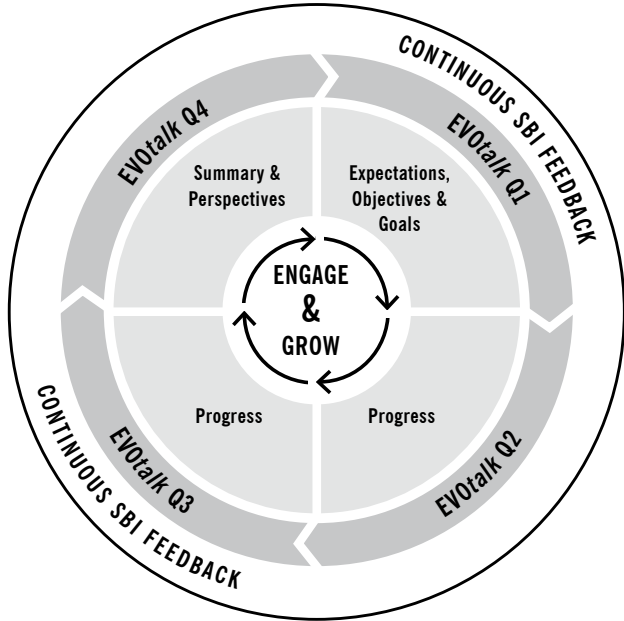 CONTINUOUS SBI FEEDBACK
EVOtalk Q4
EVOtalk Q1
Summary &
Perspectives
Expectations,
Objectives &
Goals
ENGAGE
&
GROW
Progress
Progress
EVOtalk Q3
EVOtalk Q2
CONTINUOUS SBI FEEDBACK